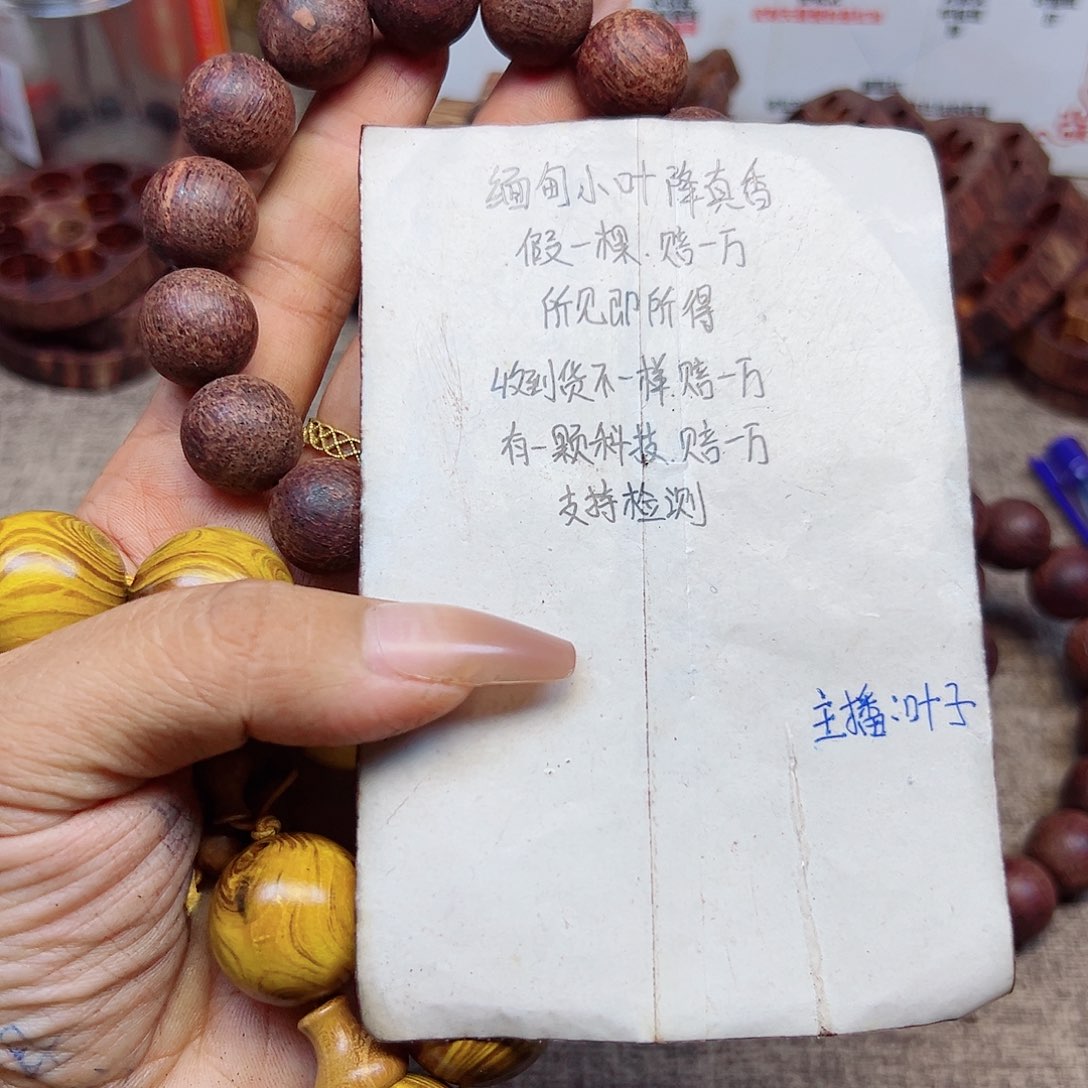 缅甸小叶降真香
假一棵.赔一万
所见即所得
收到货不一样.赔一万
有一颗科技.赔一万
支持检测
主播:叶子